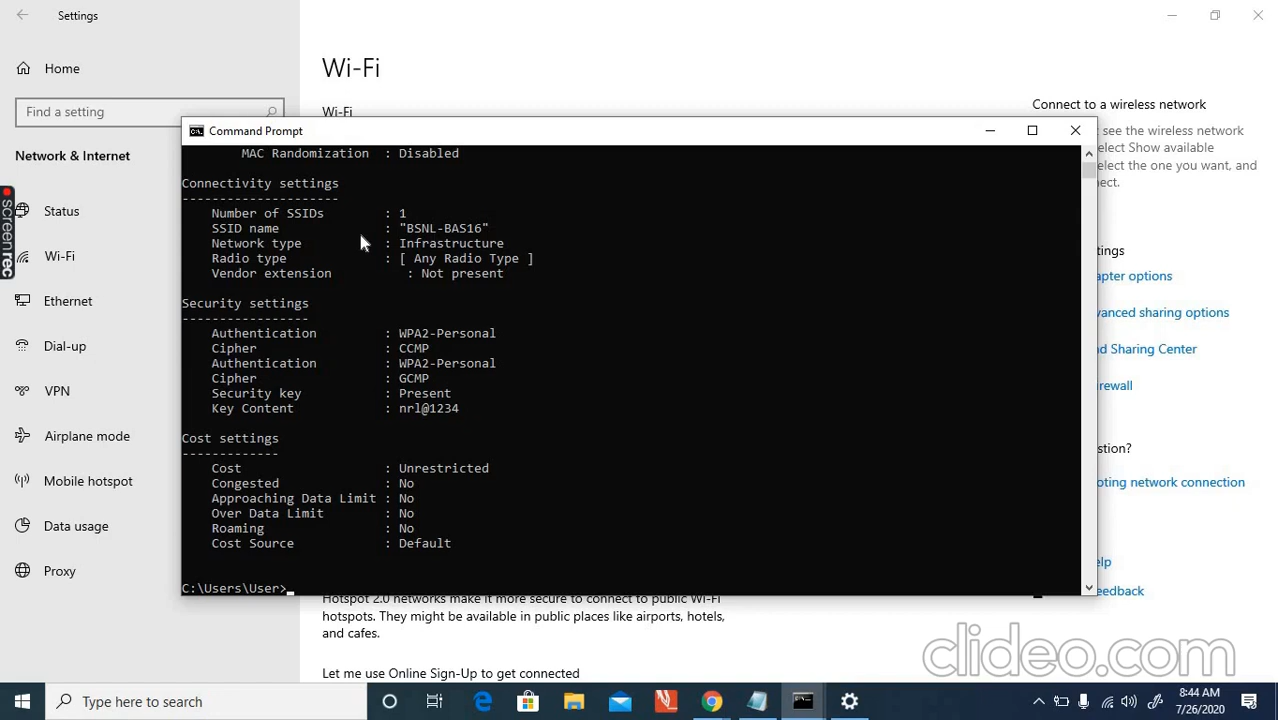 Settings
Home
Find a setting
Network & Internet
Status
Wi-Fi
Ethernet
Dial-up
VPN
Airplane mode
Mobile hotspot
Data usage
Proxy
screenrec
Wi-Fi
Wi-Fi
Command Prompt
MAC Randomization : Disabled
Connectivity settings
---------------------
Number of SSIDs : 1
SSID name : "BSNL-BAS16"
Network type : Infrastructure
Radio type : [ Any Radio Type ]
Vendor extension : Not present
Security settings
-----------------
Authentication : WPA2-Personal
Cipher : CCMP
Authentication : WPA2-Personal
Cipher : GCMP
Security key : Present
Key Content : nrl@1234
Cost settings
-------------
Cost : Unrestricted
Congested : No
Approaching Data Limit : No
Over Data Limit : No
Roaming : No
Cost Source : Default
C:\Users\User>
Hotspot 2.0 networks make it more secure to connect to public Wi-Fi
hotspots. They might be available in public places like airports, hotels,
and cafes.
Let me use Online Sign-Up to get connected
Connect to a wireless network
see the wireless network
select Show available
lect the one you want, and
nect.
ettings
apter options
vanced sharing options
nd Sharing Center
irewall
estion?
oting network connection
elp
eedback
clideo.com
Type here to search
8:44 AM
7/26/2020